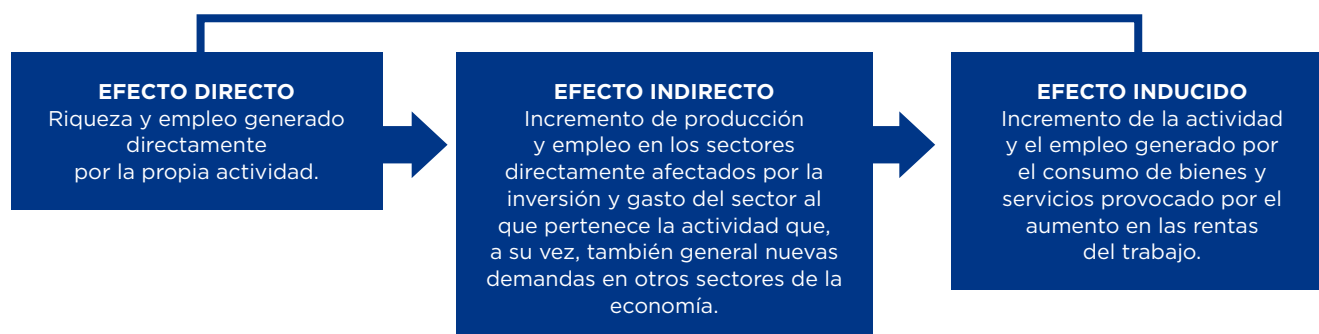 EFECTO DIRECTO
Riqueza y empleo generado
directamente
por la propia actividad.
EFECTO INDIRECTO
Incremento de producción
y empleo en los sectores
directamente afectados por la
inversión y gasto del sector al
que pertenece la actividad que,
a su vez, también general nuevas
demandas en otros sectores de la
economía.
EFECTO INDUCIDO
Incremento de la actividad
y el empleo generado por
el consumo de bienes y
servicios provocado por el
aumento en las rentas
del trabajo.